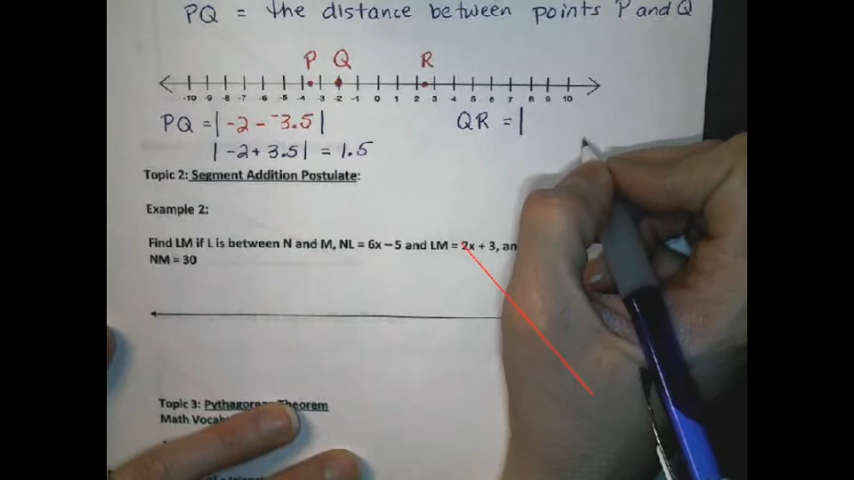 PQ = the distance between points P and Q
P Q R
-10 -9 -8 -7 -6 -5 -4 -3 -2 -1 0 1 2 3 4 5 6 7 8 9 10
PQ = |-2 - ⁻3.5|
QR = |
|-2 + 3.5| = 1.5
Topic 2: Segment Addition Postulate:
Example 2:
Find LM if L is between N and M, NL = 6x – 5 and LM = 2x + 3, an
NM = 30
Topic 3: Pythagorean Theorem
Math Vocab